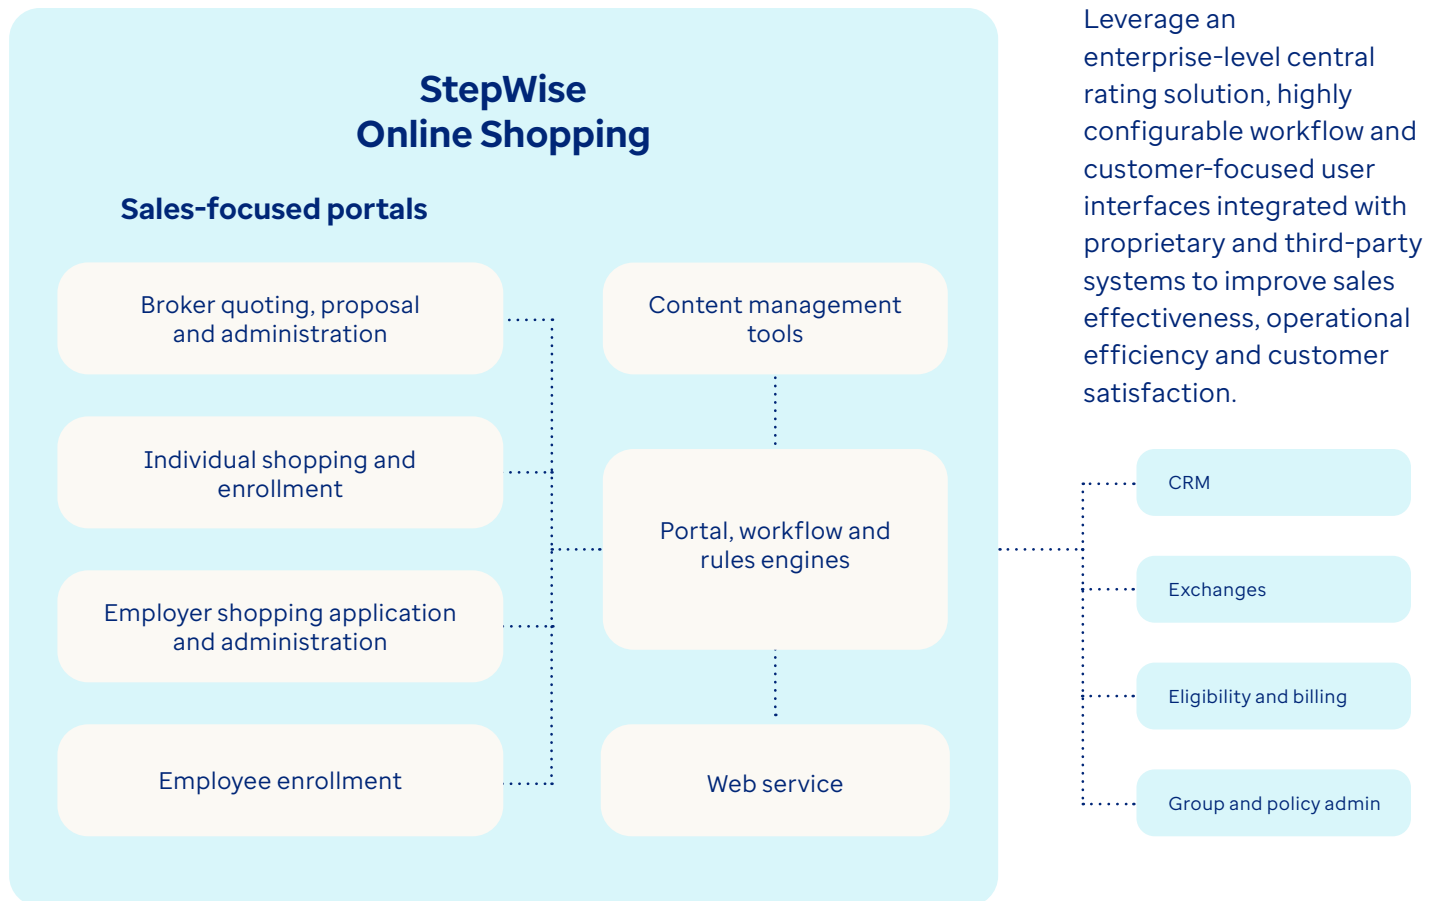 StepWise
Online Shopping
Sales-focused portals
Broker quoting, proposal
and administration
Individual shopping and
enrollment
Employer shopping application
and administration
Employee enrollment
Content management
tools
Portal, workflow and
rules engines
Web service
Leverage an
enterprise-level central
rating solution, highly
configurable workflow and
customer-focused user
interfaces integrated with
proprietary and third-party
systems to improve sales
effectiveness, operational
efficiency and customer
satisfaction.
CRM
Exchanges
Eligibility and billing
Group and policy admin